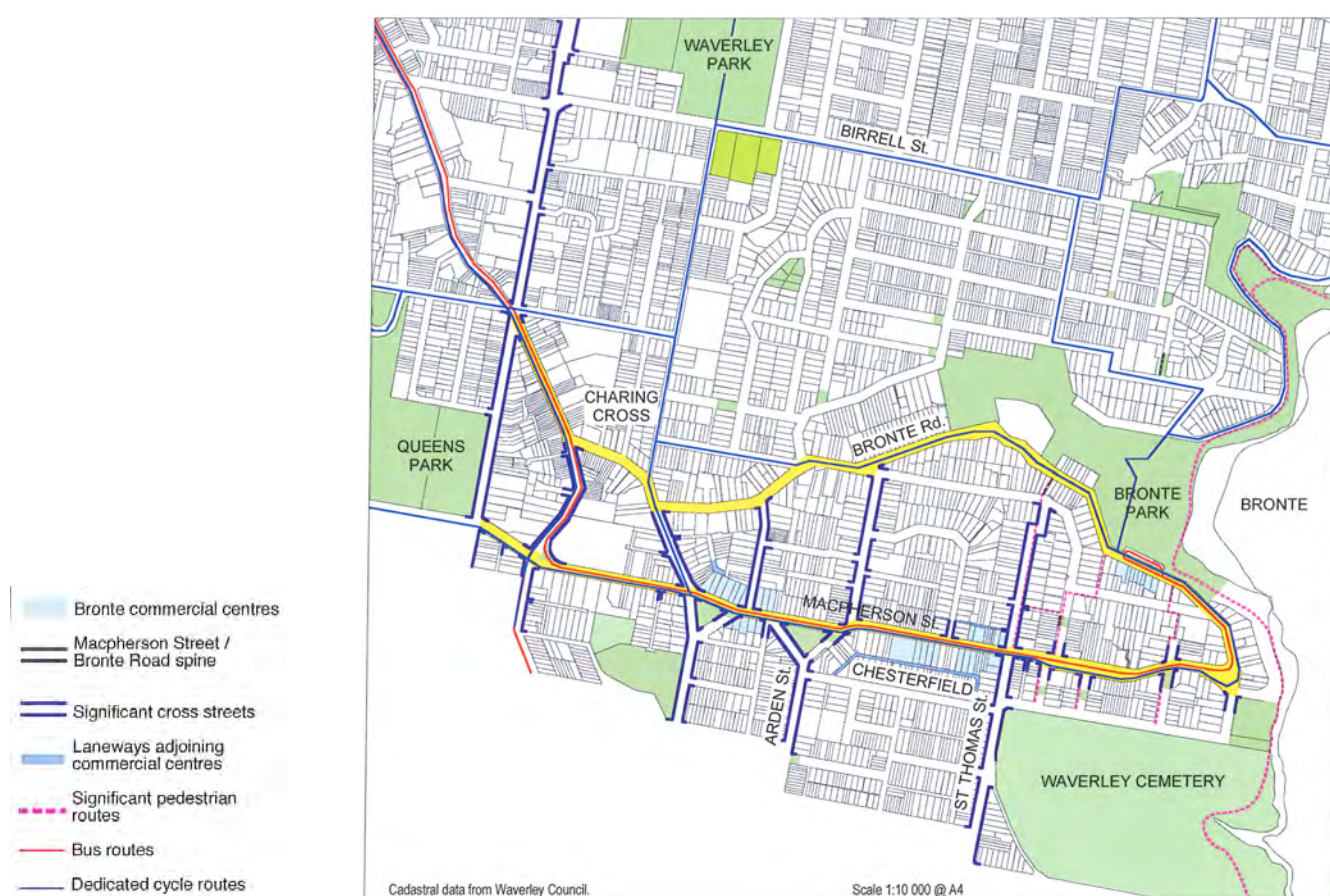 WAVERLEY
PARK
BIRRELL St.
CHARING
CROSS
QUEENS
PARK
BRONTE Rd.
BRONTE
PARK
BRONTE
MACPHERSON St.
CHESTERFIELD
ARDEN St.
ST THOMAS St.
WAVERLEY CEMETERY
Bronte commercial centres
Macpherson Street /
Bronte Road spine
Significant cross streets
Laneways adjoining
commercial centres
Significant pedestrian
routes
Bus routes
Dedicated cycle routes
Cadastral data from Waverley Council.
Scale 1:10 000 @ A4